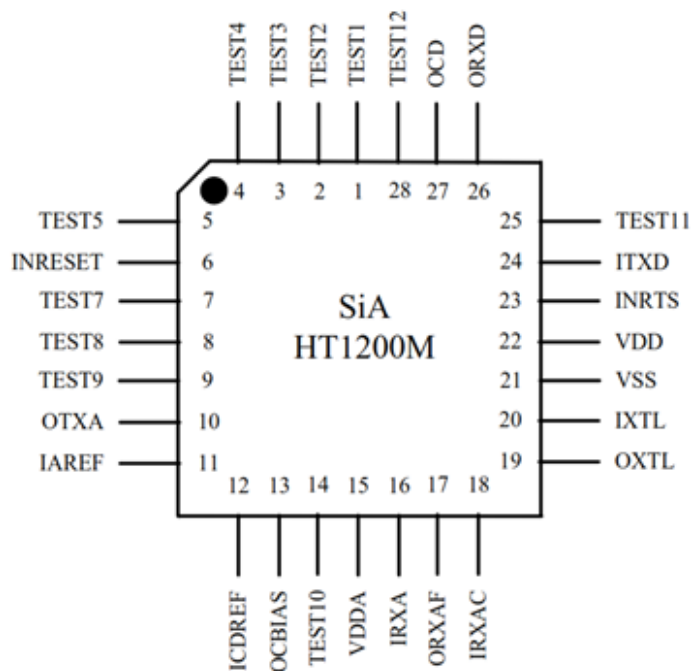 TEST4
TEST3
TEST2
TEST1
TEST12
OCD
ORXD
4
3
2
1
28
27
26
TEST5 5
25 TEST11
INRESET 6
24 ITXD
TEST7 7
23 INRTS
SiA
HT1200M
TEST8 8
22 VDD
TEST9 9
21 VSS
OTXA 10
20 IXTL
IAREF 11
19 OXTL
12
13
14
15
16
17
18
ICDREF
OCBIAS
TEST10
VDDA
IRXA
ORXAF
IRXAC